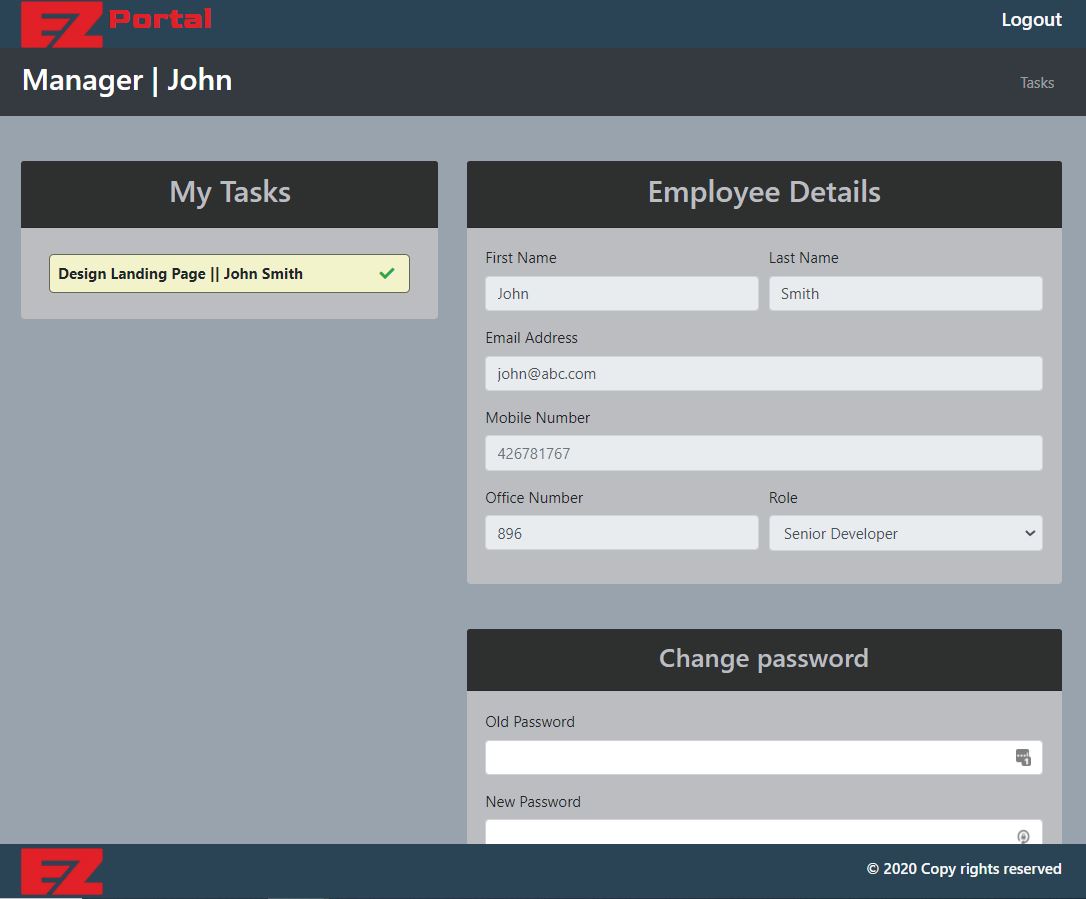 EZ Portal
Logout
Manager | John
Tasks
My Tasks
Design Landing Page || John Smith
Employee Details
First Name
Last Name
John
Smith
Email Address
john@abc.com
Mobile Number
426781767
Office Number
Role
896
Senior Developer
Change password
Old Password
1
New Password
EZ
© 2020 Copy rights reserved